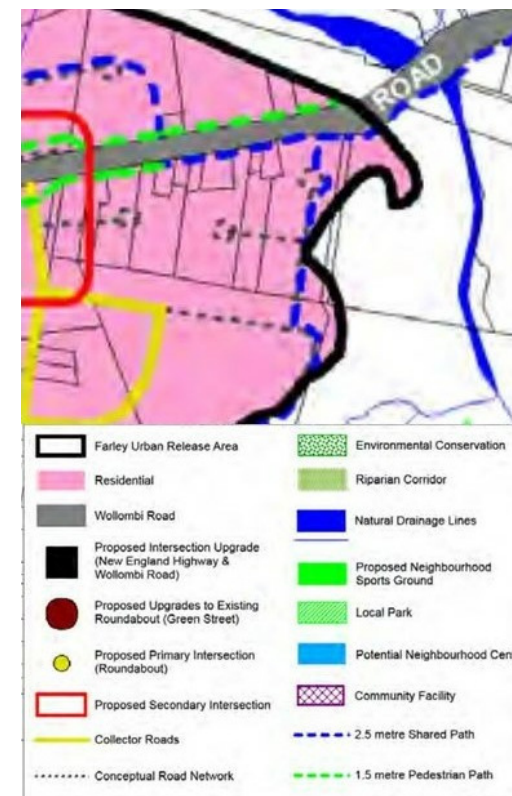 ROAD
Farley Urban Release Area
Residential
Wollombi Road
Proposed Intersection Upgrade
(New England Highway &
Wollombi Road)
Proposed Upgrades to Existing
Roundabout (Green Street)
Proposed Primary Intersection
(Roundabout)
Proposed Secondary Intersection
Collector Roads
Conceptual Road Network
Environmental Conservation
Riparian Corridor
Natural Drainage Lines
Proposed Neighbourhood
Sports Ground
Local Park
Potential Neighbourhood Cen
Community Facility
2.5 metre Shared Path
1.5 metre Pedestrian Path